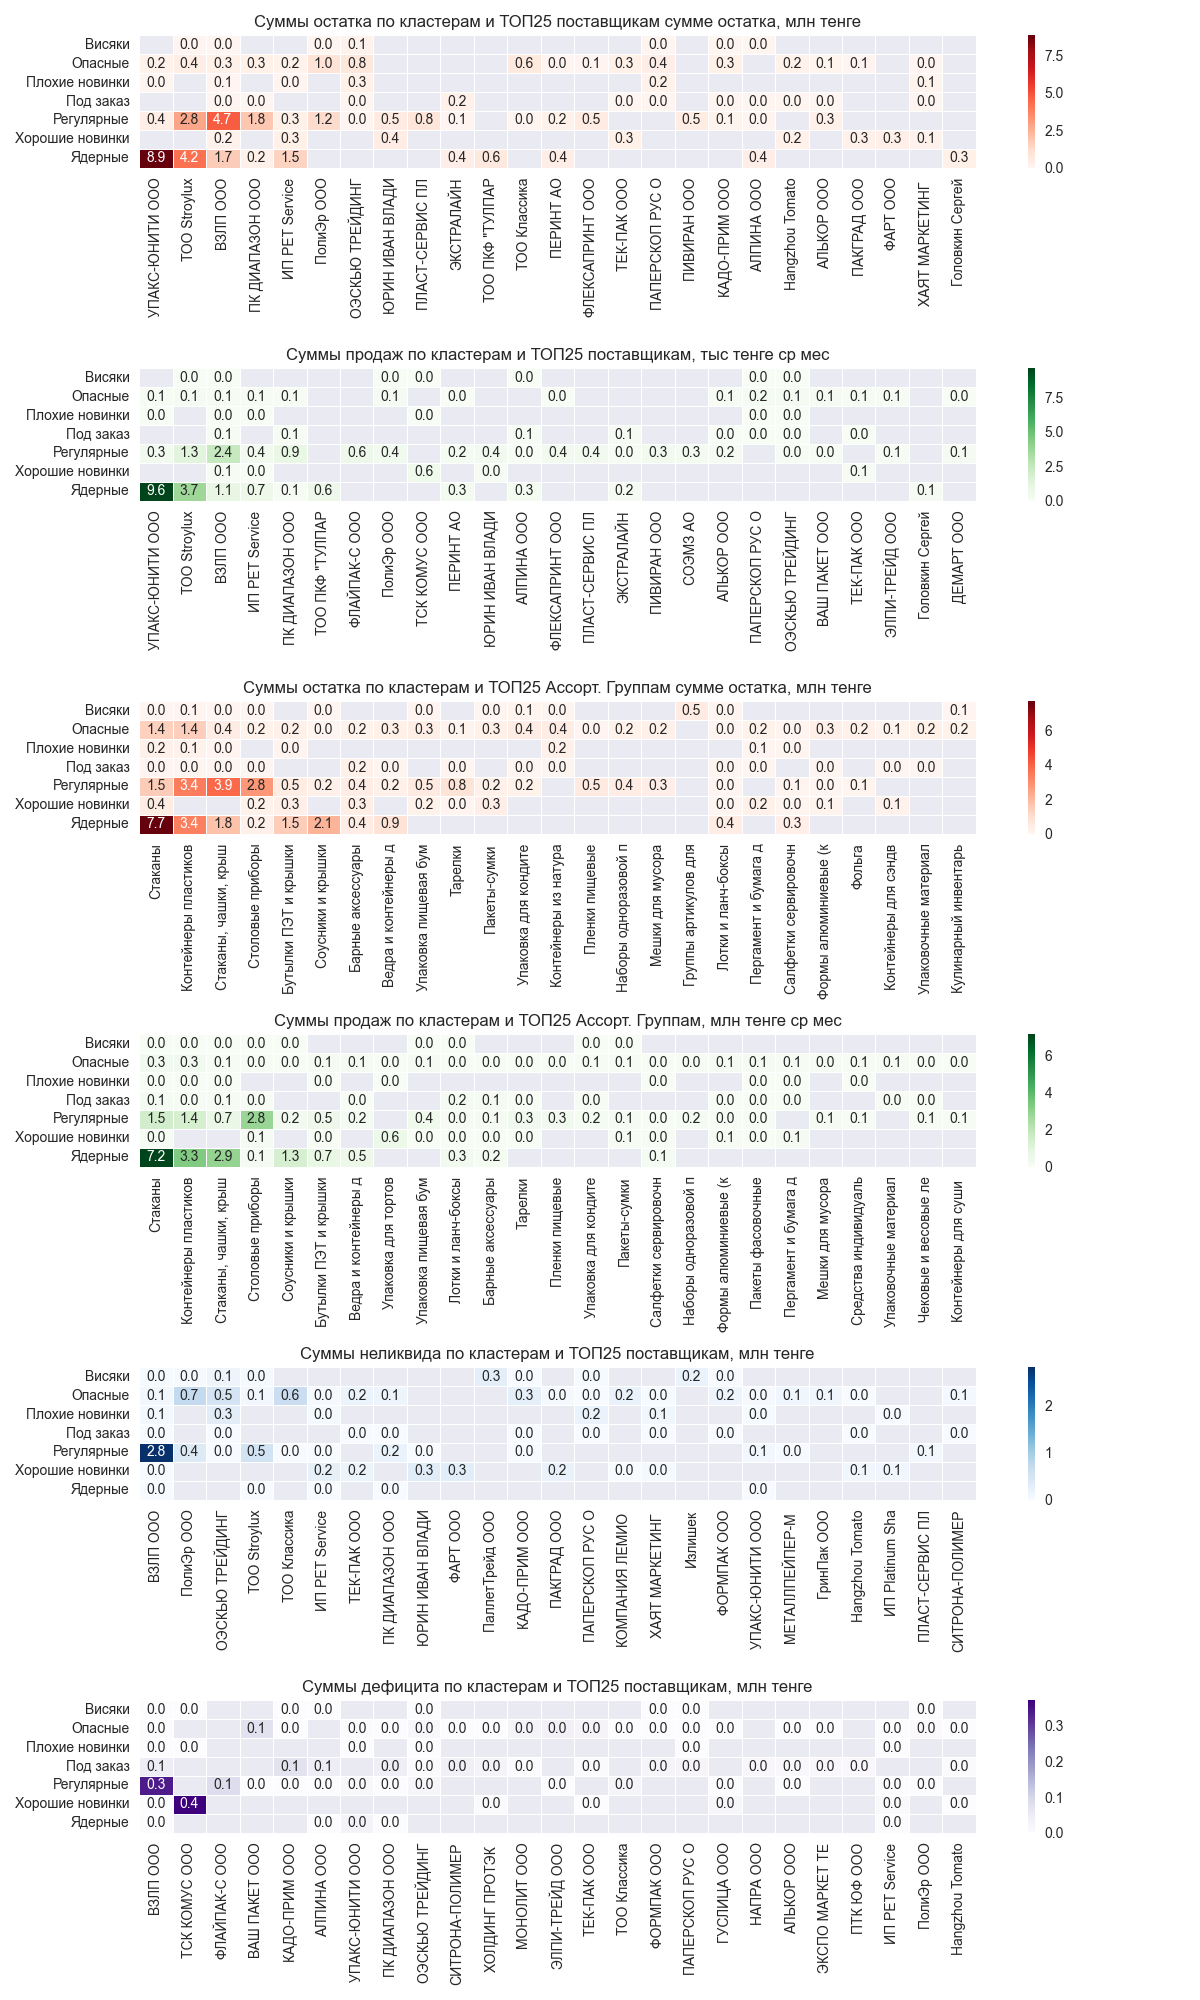 Суммы остатка по кластерам и ТОП25 поставщикам сумме остатка, млн тенге
Висяки 0.0 0.0 0.0 0.1 0.0 0.0 0.0
Опасные 0.2 0.4 0.3 0.3 0.2 1.0 0.8 0.6 0.0 0.1 0.3 0.4 0.3 0.2 0.1 0.1 0.0
Плохие новинки 0.0 0.1 0.0 0.3 0.2 0.1
Под заказ 0.0 0.0 0.0 0.2 0.0 0.0 0.0 0.0 0.0 0.0 0.0
Регулярные 0.4 2.8 4.7 1.8 0.3 1.2 0.0 0.5 0.8 0.1 0.0 0.2 0.5 0.5 0.1 0.0 0.3
Хорошие новинки 0.2 0.3 0.4 0.3 0.2 0.3 0.3 0.1
Ядерные 8.9 4.2 1.7 0.2 1.5 0.4 0.6 0.4 0.4 0.3
7.5
5.0
2.5
0.0
УПАКС-ЮНИТИ ООО
ТОО Stroylux
ВЗЛП ООО
ПК ДИАПАЗОН ООО
ИП РЕТ Service
ПолиЭр ООО
ОЭСКЬЮ ТРЕЙДИНГ
ЮРИН ИВАН ВЛАДИ
ПЛАСТ-СЕРВИС ПЛ
ЭКСТРАЛАЙН
ТОО ПКФ "ТУЛПАР
ТОО Классика
ПЕРИНТ АО
ФЛЕКСАПРИНТ ООО
ТЕК-ПАК ООО
ПАПЕРСКОП РУС О
ПИВИРАН ООО
КАДО-ПРИМ ООО
АЛПИНА ООО
Hangzhou Tomato
АЛЬКОР ООО
ПАКГРАД ООО
ФАРТ ООО
ХАЯТ МАРКЕТИНГ
Головкин Сергей
Суммы продаж по кластерам и ТОП25 поставщикам, тыс тенге ср мес
Висяки 0.0 0.0 0.0 0.0 0.0 0.0 0.0
Опасные 0.1 0.1 0.1 0.1 0.1 0.1 0.0 0.0 0.1 0.2 0.1 0.1 0.1 0.1 0.0
Плохие новинки 0.0 0.0 0.0 0.0 0.0 0.0
Под заказ 0.1 0.1 0.1 0.1 0.0 0.0 0.0 0.0
Регулярные 0.3 1.3 2.4 0.4 0.9 0.6 0.4 0.2 0.4 0.0 0.4 0.4 0.0 0.3 0.3 0.2 0.0 0.0 0.1 0.1
Хорошие новинки 0.1 0.0 0.6 0.0 0.1
Ядерные 9.6 3.7 1.1 0.7 0.1 0.6 0.3 0.3 0.2 0.1
7.5
5.0
2.5
0.0
УПАКС-ЮНИТИ ООО
ТОО Stroylux
ВЗЛП ООО
ИП РЕТ Service
ПК ДИАПАЗОН ООО
ТОО ПКФ "ТУЛПАР
ФЛАЙПАК-С ООО
ПолиЭр ООО
ТСК КОМУС ООО
ПЕРИНТ АО
ЮРИН ИВАН ВЛАДИ
АЛПИНА ООО
ФЛЕКСАПРИНТ ООО
ПЛАСТ-СЕРВИС ПЛ
ЭКСТРАЛАЙН
ПИВИРАН ООО
СОЭМЗ АО
АЛЬКОР ООО
ПАПЕРСКОП РУС О
ОЭСКЬЮ ТРЕЙДИНГ
ВАШ ПАКЕТ ООО
ТЕК-ПАК ООО
ЭЛПИ-ТРЕЙД ООО
Головкин Сергей
ДЕМАРТ ООО
Суммы остатка по кластерам и ТОП25 Ассорт. Группам сумме остатка, млн тенге
Висяки 0.0 0.1 0.0 0.0 0.0 0.0 0.0 0.1 0.0 0.5 0.0 0.1
Опасные 1.4 1.4 0.4 0.2 0.2 0.0 0.2 0.3 0.3 0.1 0.3 0.4 0.4 0.0 0.2 0.2 0.0 0.2 0.0 0.3 0.2 0.1 0.2 0.2
Плохие новинки 0.2 0.1 0.0 0.0 0.2 0.1 0.0
Под заказ 0.0 0.0 0.0 0.2 0.0 0.0 0.0 0.0 0.0 0.0 0.0 0.0 0.0
Регулярные 1.5 3.4 3.9 2.8 0.5 0.2 0.4 0.2 0.5 0.8 0.2 0.2 0.5 0.4 0.3 0.0 0.1 0.0 0.1
Хорошие новинки 0.4 0.2 0.3 0.3 0.2 0.0 0.3 0.0 0.2 0.0 0.1 0.1
Ядерные 7.7 3.4 1.8 0.2 1.5 2.1 0.4 0.9 0.4 0.3
6
4
2
0
Стаканы
Контейнеры пластиков
Стаканы, чашки, крыш
Столовые приборы
Бутылки ПЭТ и крышки
Соусники и крышки
Барные аксессуары
Ведра и контейнеры д
Упаковка пищевая бум
Тарелки
Пакеты-сумки
Упаковка для кондите
Контейнеры из натура
Пленки пищевые
Наборы одноразовой п
Мешки для мусора
Группы артикулов для
Лотки и ланч-боксы
Пергамент и бумага д
Салфетки сервировочн
Формы алюминиевые (к
Фольга
Контейнеры для сэндв
Упаковочные материал
Кулинарный инвентарь
Суммы продаж по кластерам и ТОП25 Ассорт. Группам, млн тенге ср мес
Висяки 0.0 0.0 0.0 0.0 0.0 0.0 0.0 0.0 0.0
Опасные 0.3 0.3 0.1 0.0 0.0 0.1 0.1 0.0 0.1 0.0 0.0 0.0 0.0 0.1 0.1 0.0 0.0 0.1 0.1 0.1 0.0 0.1 0.1 0.0 0.0
Плохие новинки 0.0 0.0 0.0 0.0 0.0 0.0 0.0 0.0 0.0
Под заказ 0.1 0.0 0.1 0.0 0.0 0.2 0.1 0.0 0.0 0.0 0.0 0.0 0.0 0.0
Регулярные 1.5 1.4 0.7 2.8 0.2 0.5 0.2 0.4 0.0 0.1 0.3 0.3 0.2 0.1 0.0 0.2 0.0 0.0 0.1 0.1 0.1 0.1
Хорошие новинки 0.0 0.1 0.0 0.6 0.0 0.0 0.0 0.0 0.1 0.0 0.1 0.0 0.1
Ядерные 7.2 3.3 2.9 0.1 1.3 0.7 0.5 0.3 0.2 0.1
6
4
2
0
Стаканы
Контейнеры пластиков
Стаканы, чашки, крыш
Столовые приборы
Соусники и крышки
Бутылки ПЭТ и крышки
Ведра и контейнеры д
Упаковка для тортов
Упаковка пищевая бум
Лотки и ланч-боксы
Барные аксессуары
Тарелки
Пленки пищевые
Упаковка для кондите
Пакеты-сумки
Салфетки сервировочн
Наборы одноразовой п
Формы алюминиевые (к
Пакеты фасовочные
Пергамент и бумага д
Мешки для мусора
Средства индивидуаль
Упаковочные материал
Чековые и весовые ле
Контейнеры для суши
Суммы неликвида по кластерам и ТОП25 поставщикам, млн тенге
Висяки 0.0 0.0 0.1 0.0 0.3 0.0 0.0 0.2 0.0
Опасные 0.1 0.7 0.5 0.1 0.6 0.0 0.2 0.1 0.3 0.0 0.0 0.2 0.0 0.2 0.0 0.1 0.1 0.0 0.1
Плохие новинки 0.1 0.3 0.0 0.2 0.1 0.0 0.0
Под заказ 0.0 0.0 0.0 0.0 0.0 0.0 0.0 0.0 0.0 0.0 0.0
Регулярные 2.8 0.4 0.0 0.5 0.0 0.0 0.2 0.0 0.0 0.1 0.0 0.1
Хорошие новинки 0.0 0.2 0.2 0.3 0.3 0.2 0.0 0.0 0.1 0.1
Ядерные 0.0 0.0 0.0 0.0 0.0
2
1
0
ВЗЛП ООО
ПолиЭр ООО
ОЭСКЬЮ ТРЕЙДИНГ
ТОО Stroylux
ТОО Классика
ИП РЕТ Service
ТЕК-ПАК ООО
ПК ДИАПАЗОН ООО
ЮРИН ИВАН ВЛАДИ
ФАРТ ООО
ПаллетТрейд ООО
КАДО-ПРИМ ООО
ПАКГРАД ООО
ПАПЕРСКОП РУС О
КОМПАНИЯ ЛЕМИО
ХАЯТ МАРКЕТИНГ
Излишек
ФОРМПАК ООО
УПАКС-ЮНИТИ ООО
МЕТАЛЛПЕЙПЕР-М
ГринПак ООО
Hangzhou Tomato
ИП Platinum Sha
ПЛАСТ-СЕРВИС ПЛ
СИТРОНА-ПОЛИМЕР
Суммы дефицита по кластерам и ТОП25 поставщикам, млн тенге
Висяки 0.0 0.0 0.0 0.0 0.0 0.0 0.0 0.0
Опасные 0.0 0.1 0.0 0.0 0.0 0.0 0.0 0.0 0.0 0.0 0.0 0.0 0.0 0.0 0.0 0.0 0.0 0.0 0.0 0.0
Плохие новинки 0.0 0.0 0.0 0.0 0.0
Под заказ 0.1 0.1 0.1 0.0 0.0 0.0 0.0 0.0 0.0 0.0 0.0 0.0 0.0 0.0 0.0 0.0
Регулярные 0.3 0.1 0.0 0.0 0.0 0.0 0.0 0.0 0.0 0.0 0.0 0.0 0.0 0.0
Хорошие новинки 0.0 0.4 0.0 0.0 0.0 0.0 0.0
Ядерные 0.0 0.0 0.0 0.0 0.0
0.3
0.2
0.1
0.0
ВЗЛП ООО
ТСК КОМУС ООО
ФЛАЙПАК-С ООО
ВАШ ПАКЕТ ООО
КАДО-ПРИМ ООО
АЛПИНА ООО
УПАКС-ЮНИТИ ООО
ПК ДИАПАЗОН ООО
ОЭСКЬЮ ТРЕЙДИНГ
СИТРОНА-ПОЛИМЕР
ХОЛДИНГ ПРОТЭК
МОНОЛИТ ООО
ЭЛПИ-ТРЕЙД ООО
ТЕК-ПАК ООО
ТОО Классика
ФОРМПАК ООО
ПАПЕРСКОП РУС О
ГУСЛИЦА ООО
НАПРА ООО
АЛЬКОР ООО
ЭКСПО МАРКЕТ ТЕ
ПТК ЮФ ООО
ИП РЕТ Service
ПолиЭр ООО
Hangzhou Tomato